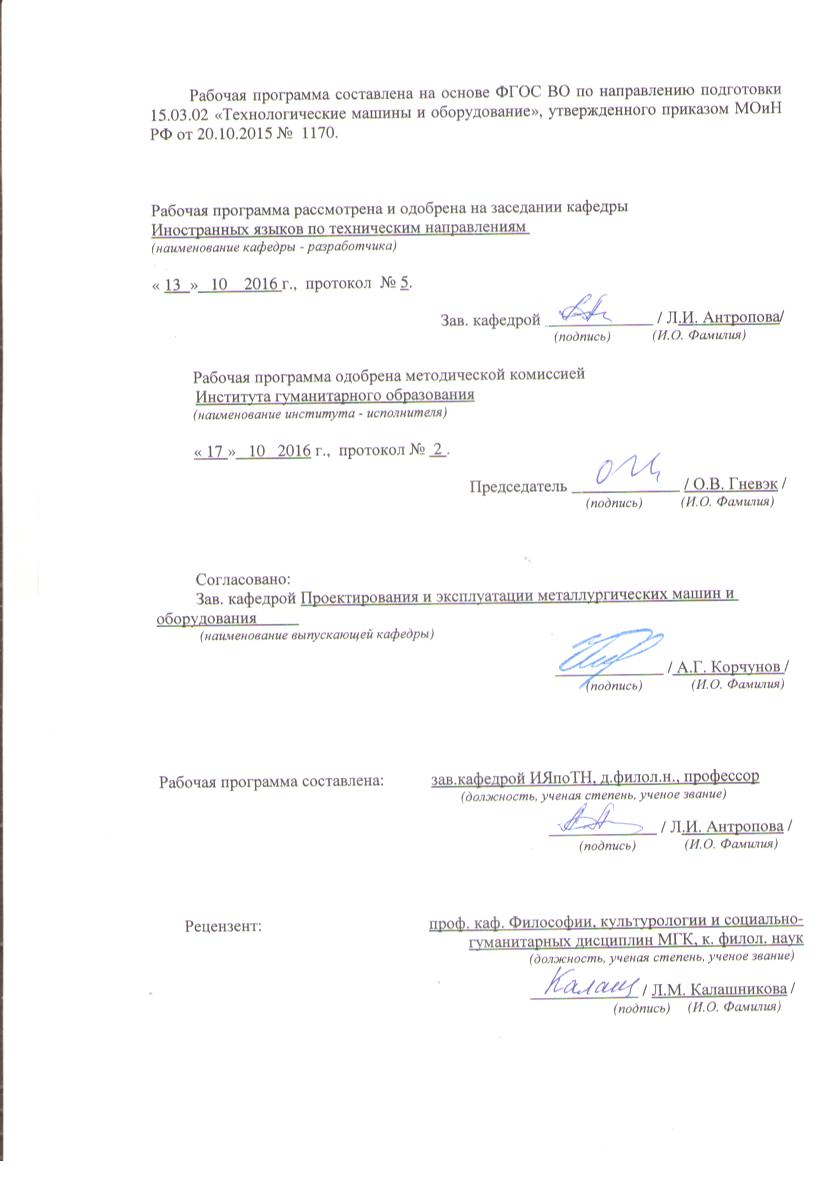 Рабочая программа составлена на основе ФГОС ВО по направлению подготовки
15.03.02 «Технологические машины и оборудование», утвержденного приказом МОиН
РФ от 20.10.2015 № 1170.
Рабочая программа рассмотрена и одобрена на заседании кафедры
Иностранных языков по техническим направлениям
(наименование кафедры - разработчика)
« 13 » 10 2016 г., протокол № 5.
Зав. кафедрой / Л.И. Антропова/
(подпись) (И.О. Фамилия)
Рабочая программа одобрена методической комиссией
Института гуманитарного образования
(наименование института - исполнителя)
« 17 » 10 2016 г., протокол № 2 .
Председатель / О.В. Гневэк /
(подпись) (И.О. Фамилия)
Согласовано:
Зав. кафедрой Проектирования и эксплуатации металлургических машин и
оборудования
(наименование выпускающей кафедры)
/ А.Г. Корчунов /
(подпись) (И.О. Фамилия)
Рабочая программа составлена: зав.кафедрой ИЯпоТН, д.филол.н., профессор
(должность, ученая степень, ученое звание)
/ Л.И. Антропова /
(подпись) (И.О. Фамилия)
Рецензент: проф. каф. Философии, культурологии и социально-
гуманитарных дисциплин МГК, к. филол. наук
(должность, ученая степень, ученое звание)
/ Л.М. Калашникова /
(подпись) (И.О. Фамилия)